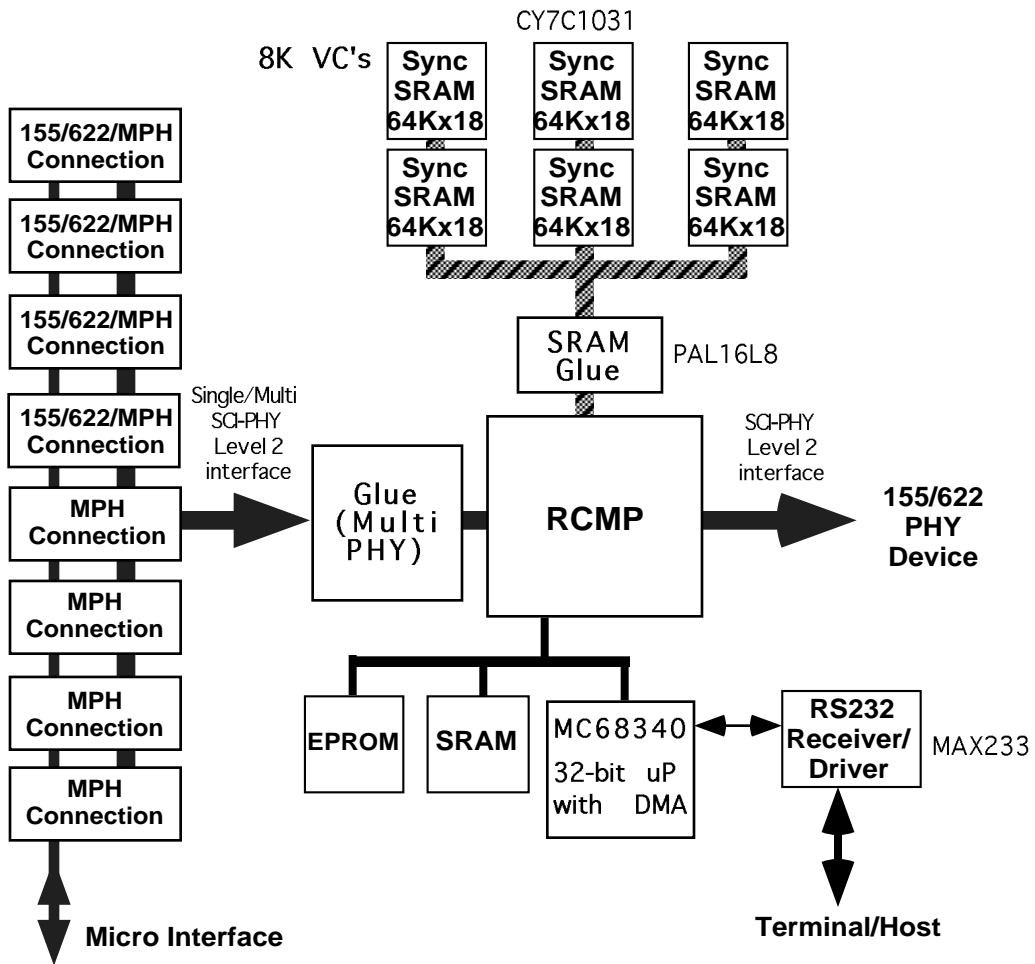 CY7C1031
8K VC's
Sync
SRAM
64Kx18
Sync
SRAM
64Kx18
Sync
SRAM
64Kx18
Sync
SRAM
64Kx18
Sync
SRAM
64Kx18
Sync
SRAM
64Kx18
155/622/MPH
Connection
155/622/MPH
Connection
155/622/MPH
Connection
155/622/MPH
Connection
MPH
Connection
MPH
Connection
MPH
Connection
MPH
Connection
Micro Interface
Single/Multi
SCI-PHY
Level 2
interface
Glue
(Multi
PHY)
SRAM
Glue
PAL16L8
RCMP
SCI-PHY
Level 2
interface
155/622
PHY
Device
EPROM
SRAM
MC68340
32-bit uP
with DMA
RS232
Receiver/
Driver
MAX233
Terminal/Host